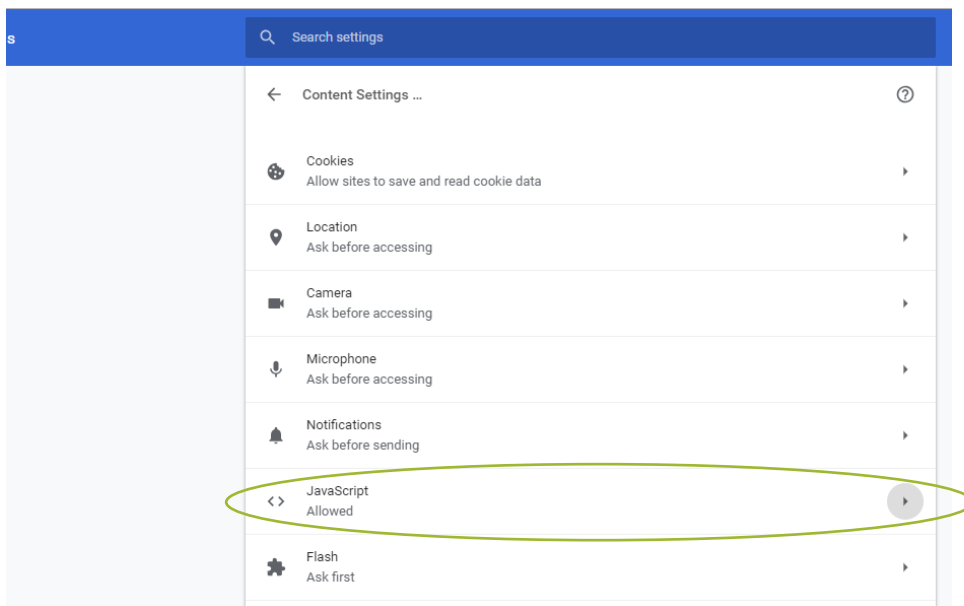 s
Search settings
Content Settings ...
Cookies
Allow sites to save and read cookie data
Location
Ask before accessing
Camera
Ask before accessing
Microphone
Ask before accessing
Notifications
Ask before sending
JavaScript
Allowed
Flash
Ask first